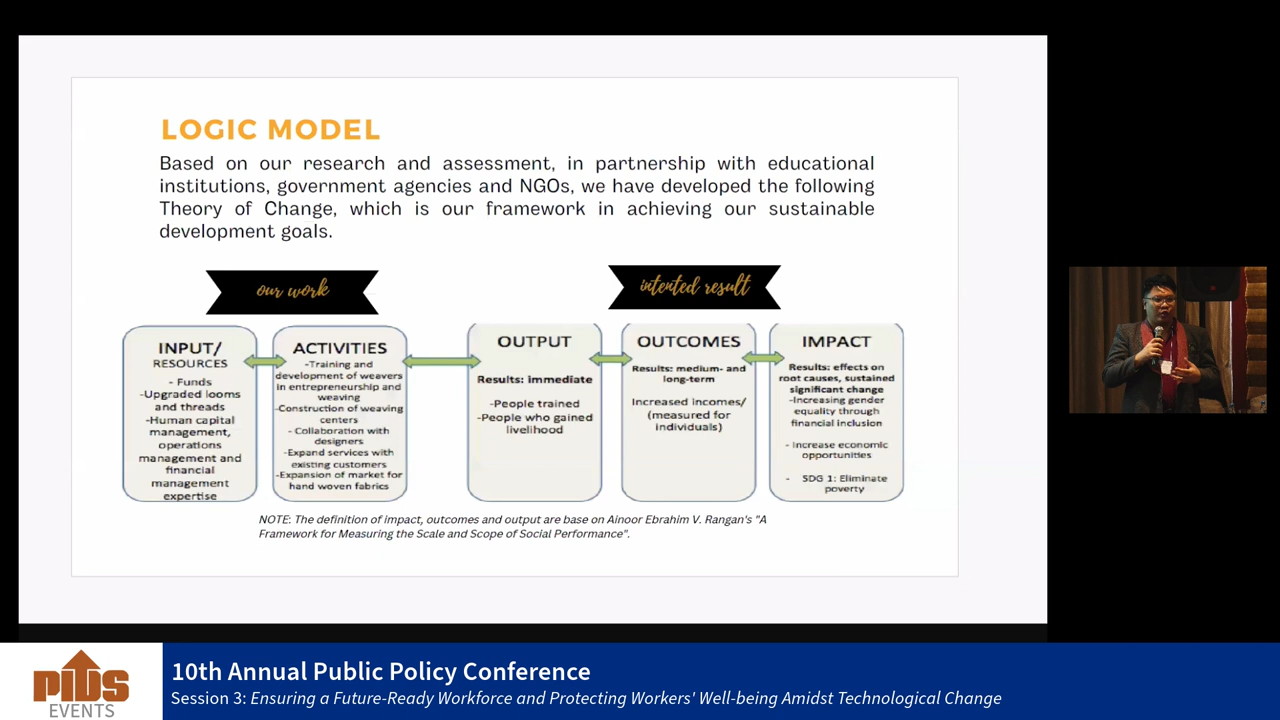 LOGIC MODEL
Based on our research and assessment, in partnership with educational
institutions, government agencies and NGOs, we have developed the following
Theory of Change, which is our framework in achieving our sustainable
development goals.
our work
intented result
INPUT/
RESOURCES
- Funds
-Upgraded looms
and threads
-Human capital
management,
operations
management and
financial
management
expertise
ACTIVITIES
-Training and
development of weavers
in entrepreneurship and
weaving
-Construction of weaving
centers
- Collaboration with
designers
-Expand services with
existing customers
-Expansion of market for
hand woven fabrics
OUTPUT
Results: immediate
-People trained
-People who gained
livelihood
OUTCOMES
Results: medium- and
long-term
Increased incomes/
(measured for
individuals)
IMPACT
Results: effects on
root causes, sustained
significant change
-Increasing gender
equality through
financial inclusion
- Increase economic
opportunities
- SDG 1: Eliminate
poverty
NOTE: The definition of impact, outcomes and output are base on Ainoor Ebrahim V. Rangan's "A
Framework for Measuring the Scale and Scope of Social Performance".
PIDS
EVENTS
10th Annual Public Policy Conference
Session 3: Ensuring a Future-Ready Workforce and Protecting Workers' Well-being Amidst Technological Change